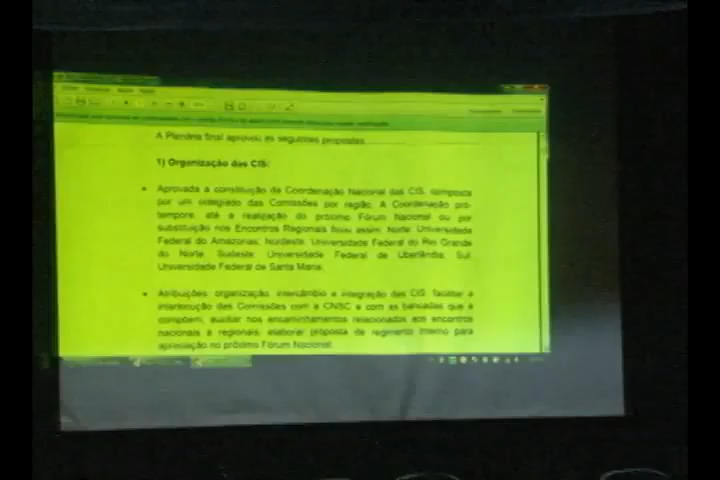 A Plenária final aprovou as seguintes propostas
1) Organização das CIS:
• Aprovada a constituição da Coordenação Nacional das CIS, composta
por um colegiado das Comissões por região. A Coordenação pró-
tempore, até a realização do próximo Fórum Nacional ou por
substituição nos Encontros Regionais ficou assim: Norte: Universidade
Federal do Amazonas; Nordeste: Universidade Federal do Rio Grande
do Norte; Sudeste: Universidade Federal de Uberlândia; Sul:
Universidade Federal de Santa Maria.
• Atribuições: organização, intercâmbio e integração das CIS, facilitar a
interlocução das Comissões com a CNSC e com as bancadas que a
compõem, auxiliar nos encaminhamentos relacionados aos encontros
nacionais e regionais, elaborar proposta de regimento interno para
apreciação no próximo Fórum Nacional.